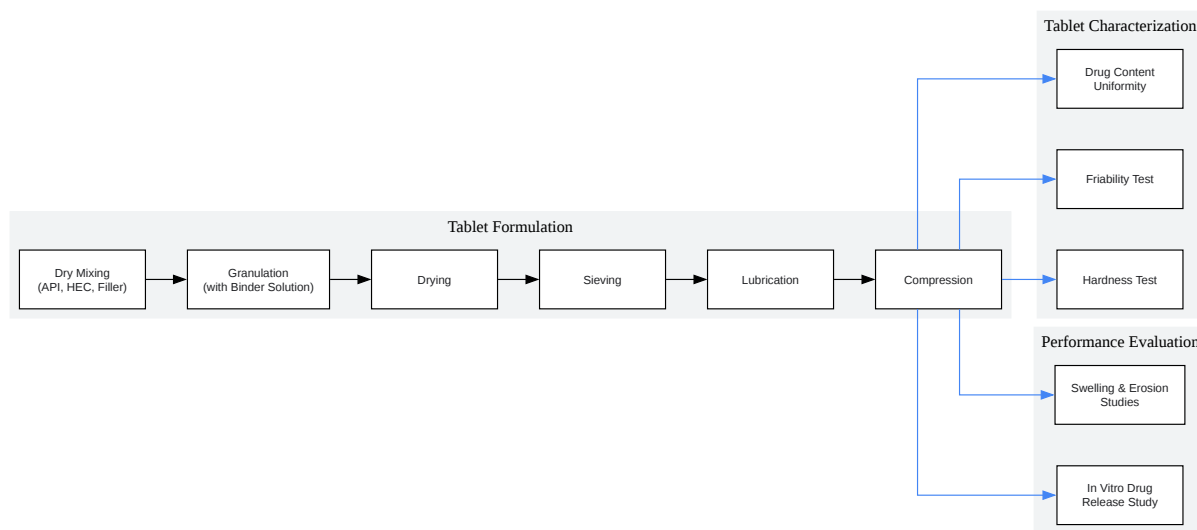 Tablet Characterization
Drug Content
Uniformity
Friability Test
Tablet Formulation
Dry Mixing
(API, HEC, Filler)
Granulation
(with Binder Solution)
Drying
Sieving
Lubrication
Compression
Hardness Test
Performance Evaluation
Swelling & Erosion
Studies
In Vitro Drug
Release Study